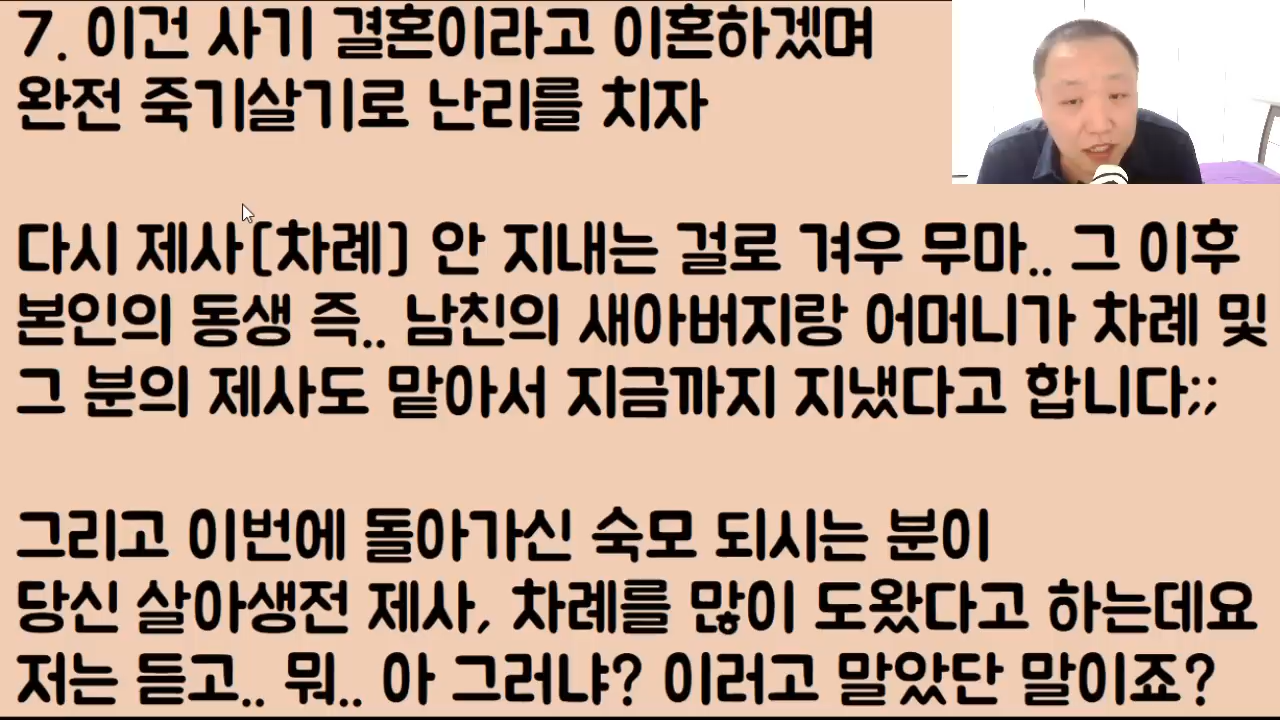 7. 이건 사기 결혼이라고 이혼하겠며
완전 죽기살기로 난리를 치자
다시 제사[차례] 안 지내는 걸로 겨우 무마.. 그 이후
본인의 동생 즉.. 남친의 새아버지랑 어머니가 차례 및
그 분의 제사도 맡아서 지금까지 지냈다고 합니다;;
그리고 이번에 돌아가신 숙모 되시는 분이
당신 살아생전 제사, 차례를 많이 도왔다고 하는데요
저는 듣고.. 뭐.. 아 그러냐? 이러고 말았단 말이죠?